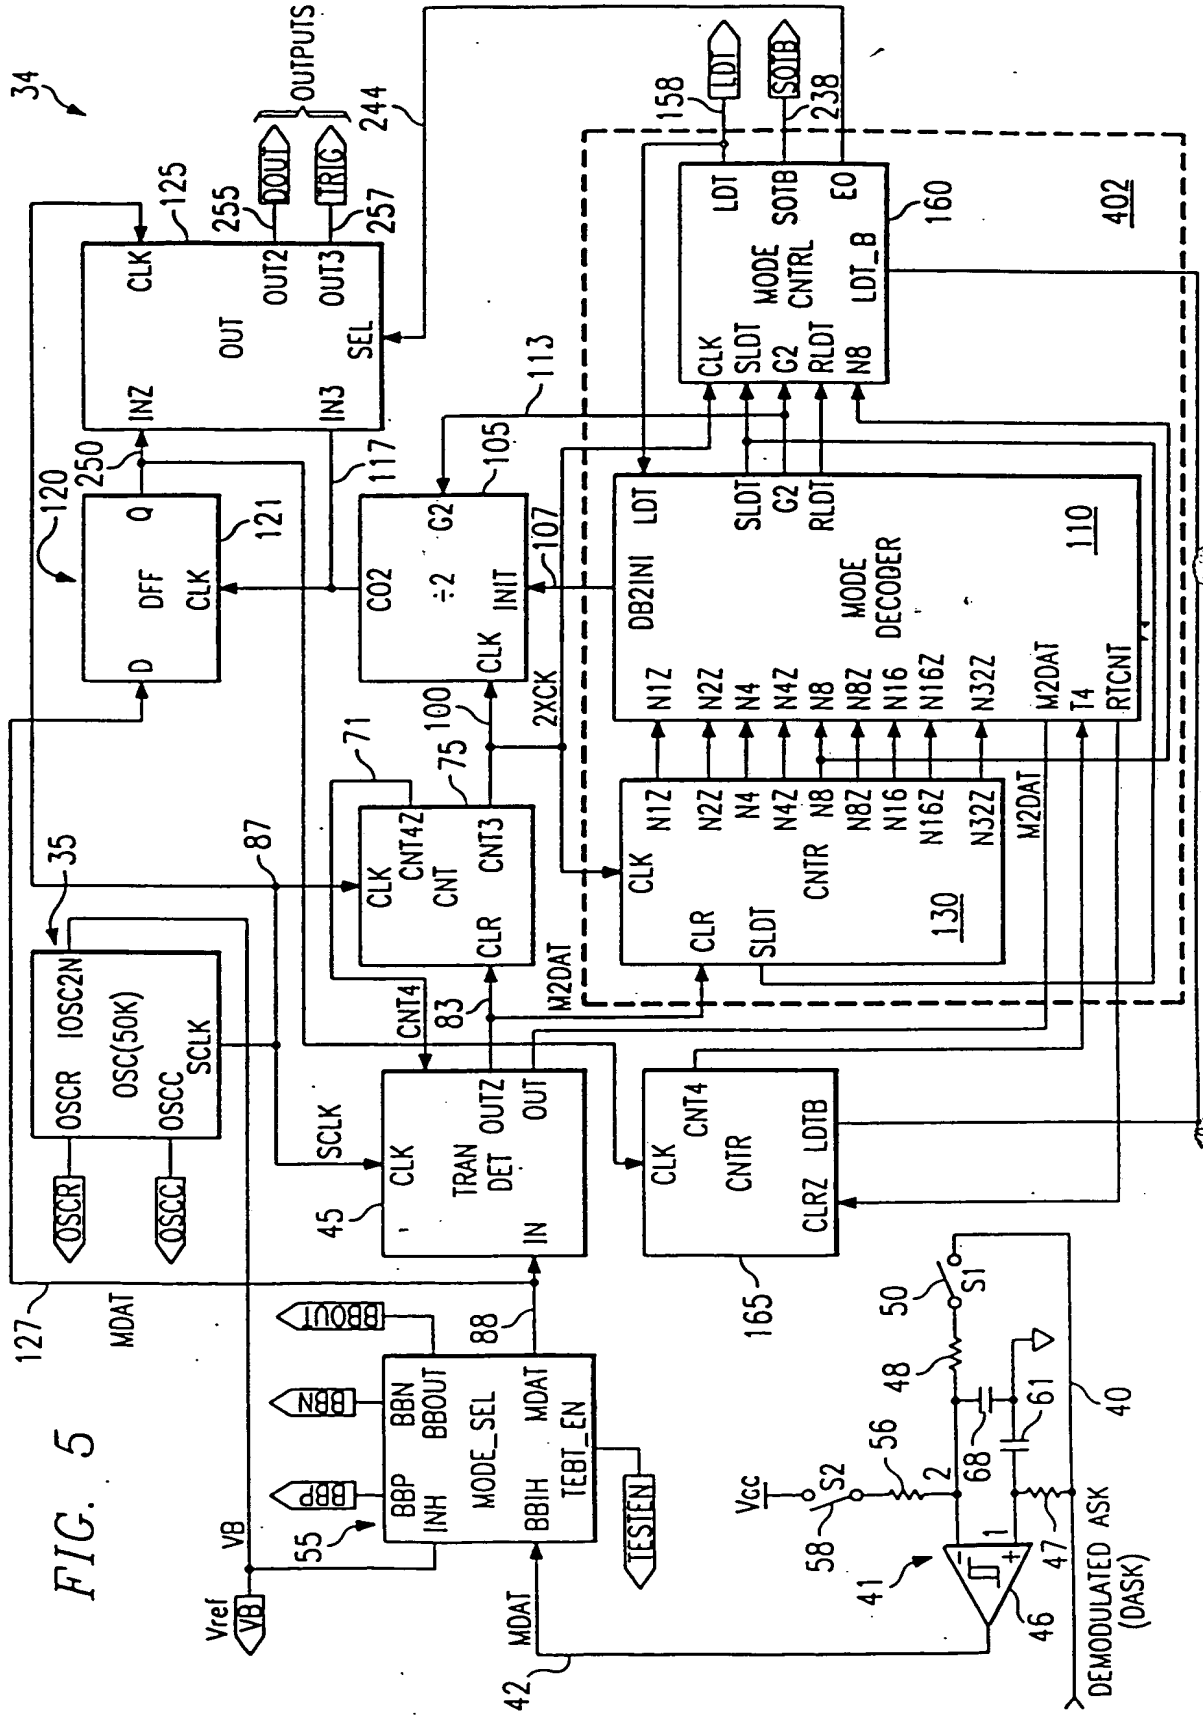 FIG. 5
34
Vref
VB
VB
127
MDAT
OSCR
OSCC
OSCR
IOSC2N
OSC(50K)
OSCC
SCLK
35
87
120
D
DFF
Q
CLK
121
250
CLK
INZ
OUT
OUT2
IN3
OUT3
SEL
125
255
DOUT
TRIG
257
OUTPUTS
244
117
55
BBP
BBN
BBOUT
BBP
BBN
INH
BBOUT
MODE_SEL
BBIH
MDAT
TEBT_EN
TESTEN
MDAT
42
88
45
SCLK
CLK
TRAN
DET
OUTZ
OUT
IN
CNT4
83
M2DAT
71
CLK
CNT4Z
CNT
CLR
CNT3
75
100
2XCK
CO2
G2
÷2
CLK
INIT
105
107
113
165
CLK
CNT4
CNTR
CLRZ
LDTB
CLK
CLR
SLDT
CNTR
130
N1Z
N2Z
N4
N4Z
N8
N8Z
N16
N16Z
N32Z
M2DAT
N1Z
N2Z
N4
N4Z
N8
N8Z
N16
N16Z
N32Z
M2DAT
T4
RTCNT
DB2INI
LDT
SLDT
G2
RLDT
MODE
DECODER
110
CLK
SLDT
G2
RLDT
N8
MODE
CNTRL
LDT_B
LDT
SOTB
EO
160
402
158
LDT
SOTB
238
Vcc
S2
58
56
2
41
46
1
47
48
50
S1
68
61
40
DEMODULATED ASK
(DASK)